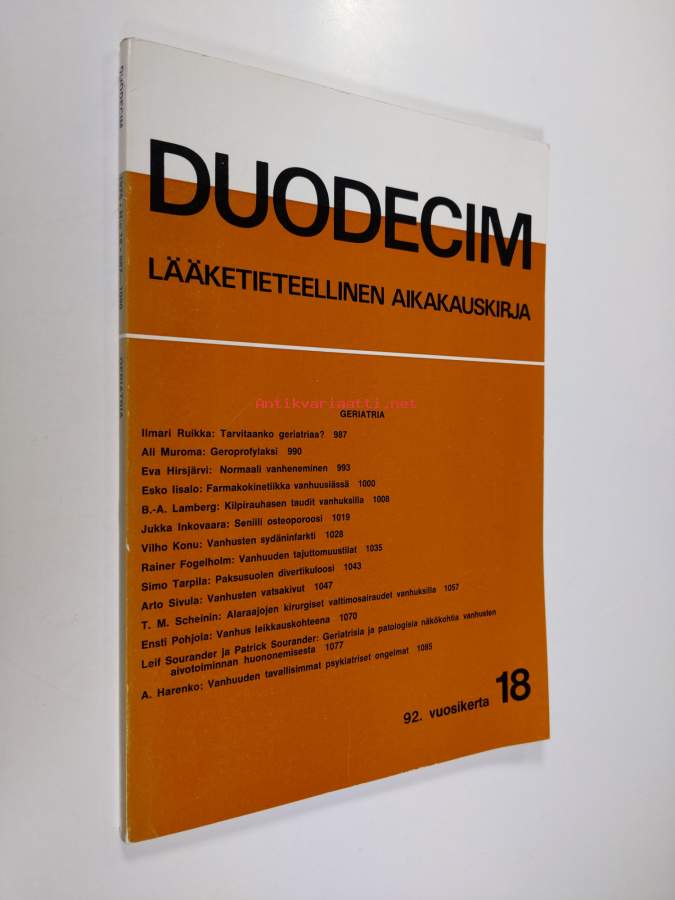 DUODECIM
GERIATRIA
DUODECIM
LÄÄKETIETEELLINEN AIKAKAUSKIRJA
Antikvariaatti.net
GERIATRIA
Ilmari Ruikka: Tarvitaanko geriatriaa? 987
Ali Muroma: Geroprofylaksi 990
Eva Hirsjärvi: Normaali vanheneminen 993
Esko Iisalo: Farmakokinetiikka vanhuusiässä 1000
B.-A. Lamberg: Kilpirauhasen taudit vanhuksilla 1008
Jukka Inkovaara: Seniili osteoporoosi 1019
Vilho Konu: Vanhusten sydäninfarkti 1028
Rainer Fogelholm: Vanhuuden tajuttomuustilat 1035
Simo Tarpila: Paksusuolen divertikuloosi 1043
Arto Sivula: Vanhusten vatsakivut 1047
T. M. Scheinin: Alaraajojen kirurgiset valtimosairaudet vanhuksilla 1057
Ensti Pohjola: Vanhus leikkauskohteena 1070
Leif Sourander ja Patrick Sourander: Geriatrisia ja patologisia näkökohtia vanhusten
aivotoiminnan huononemisesta 1077
A. Harenko: Vanhuuden tavallisimmat psykiatriset ongelmat 1085
92. vuosikerta 18